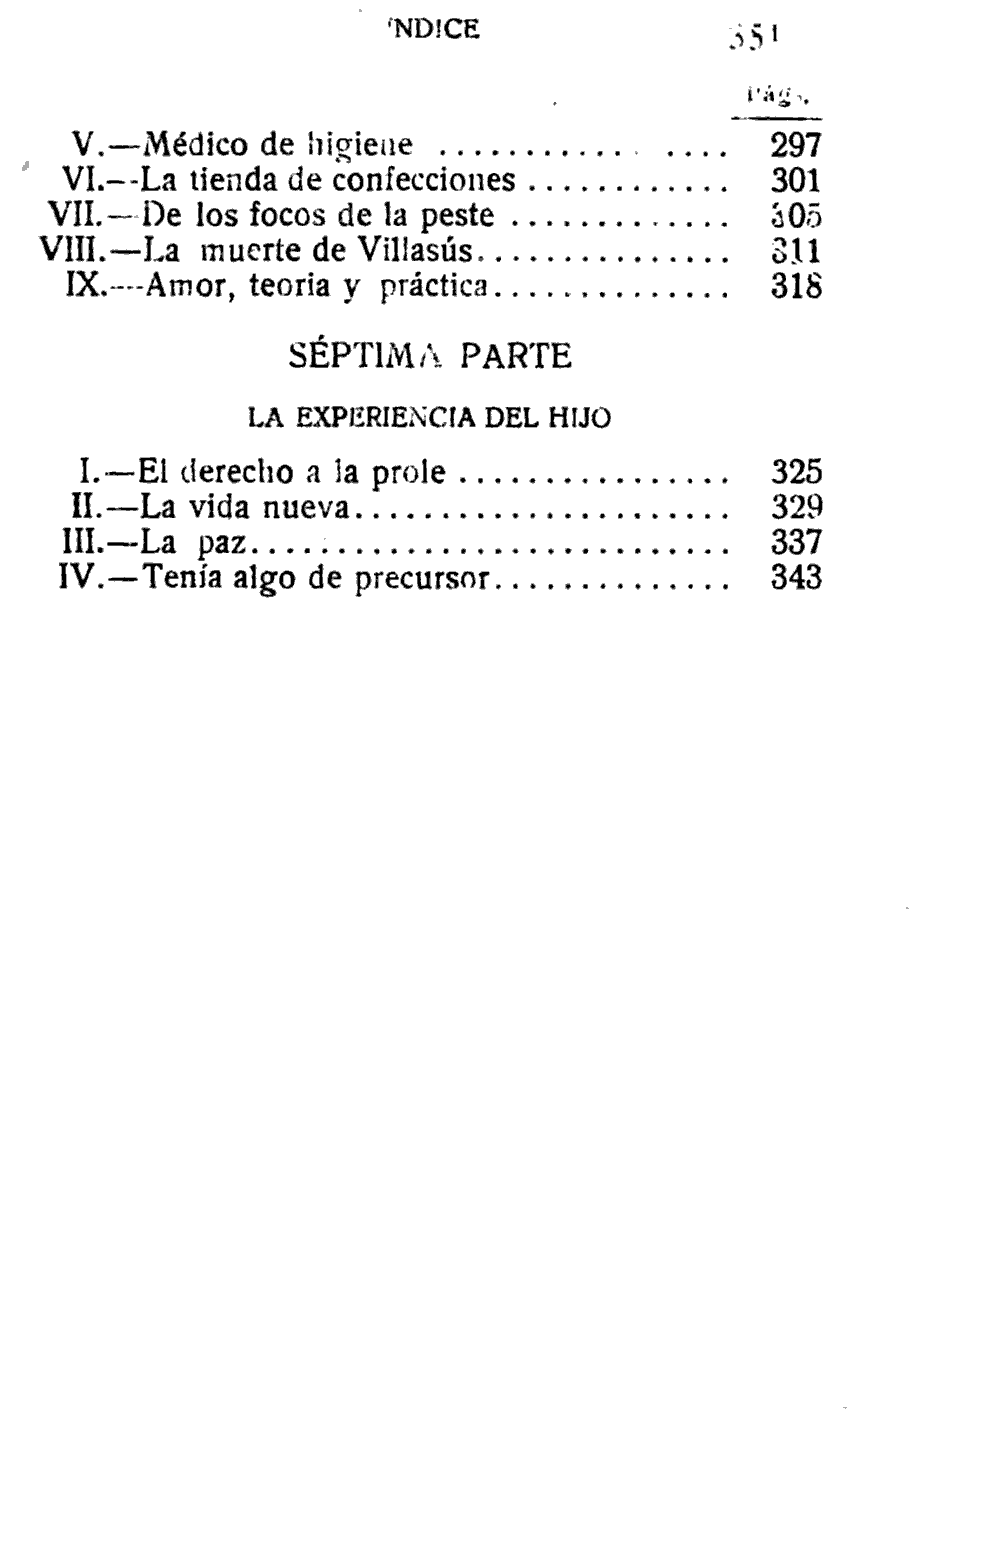 ÍNDICE 351
Págs.
V.—Médico de higiene ................ 297
VI.—La tienda de confecciones ............ 301
VII.—De los focos de la peste ............. 305
VIII.—La muerte de Villasús............... 311
IX.—Amor, teoria y práctica.............. 318
SÉPTIMA PARTE
LA EXPERIENCIA DEL HIJO
I.—El derecho a la prole ................ 325
II.—La vida nueva...................... 329
III.—La paz............................ 337
IV.—Tenía algo de precursor.............. 343